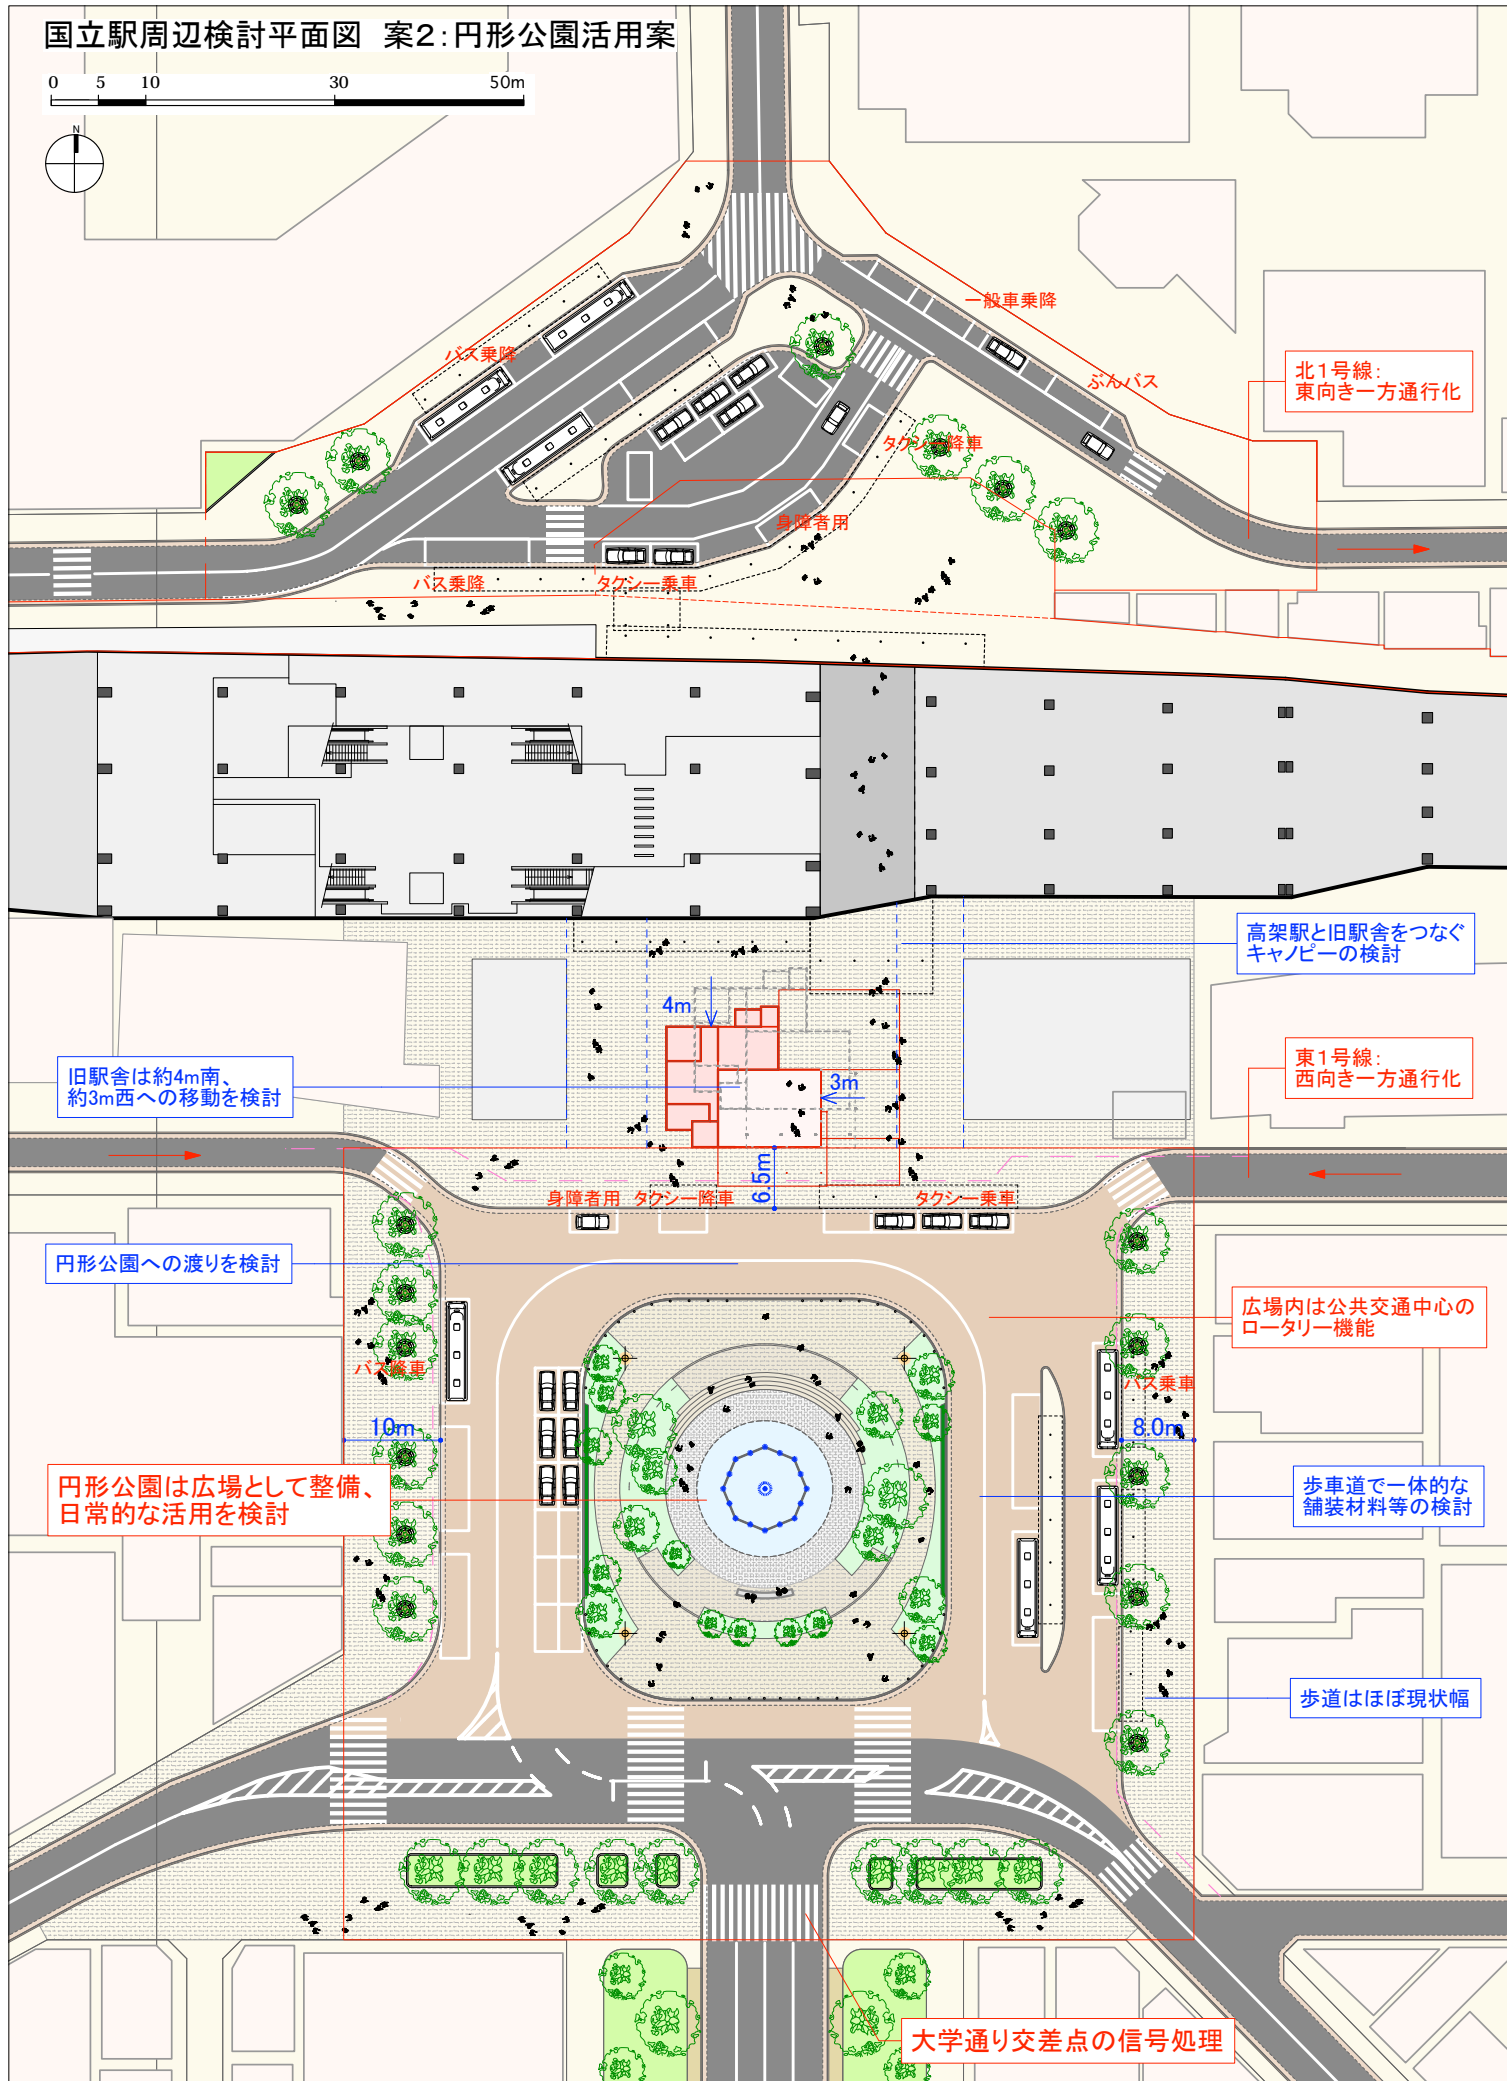 国立駅周辺検討平面図 案2:円形公園活用案
0 5 10 30 50m
N
一般車乗降
バス乗降
ぶんバス
北1号線:
東向き一方通行化
タクシー降車
身障者用
バス乗降
タクシー乗車
高架駅と旧駅舎をつなぐ
キャノピーの検討
4m
旧駅舎は約4m南、
約3m西への移動を検討
3m
東1号線:
西向き一方通行化
6.5m
身障者用
タクシー降車
タクシー乗車
円形公園への渡りを検討
広場内は公共交通中心の
ロータリー機能
バス降車
バス乗車
10m
8.0m
円形公園は広場として整備、
日常的な活用を検討
歩車道で一体的な
舗装材料等の検討
歩道はほぼ現状幅
大学通り交差点の信号処理